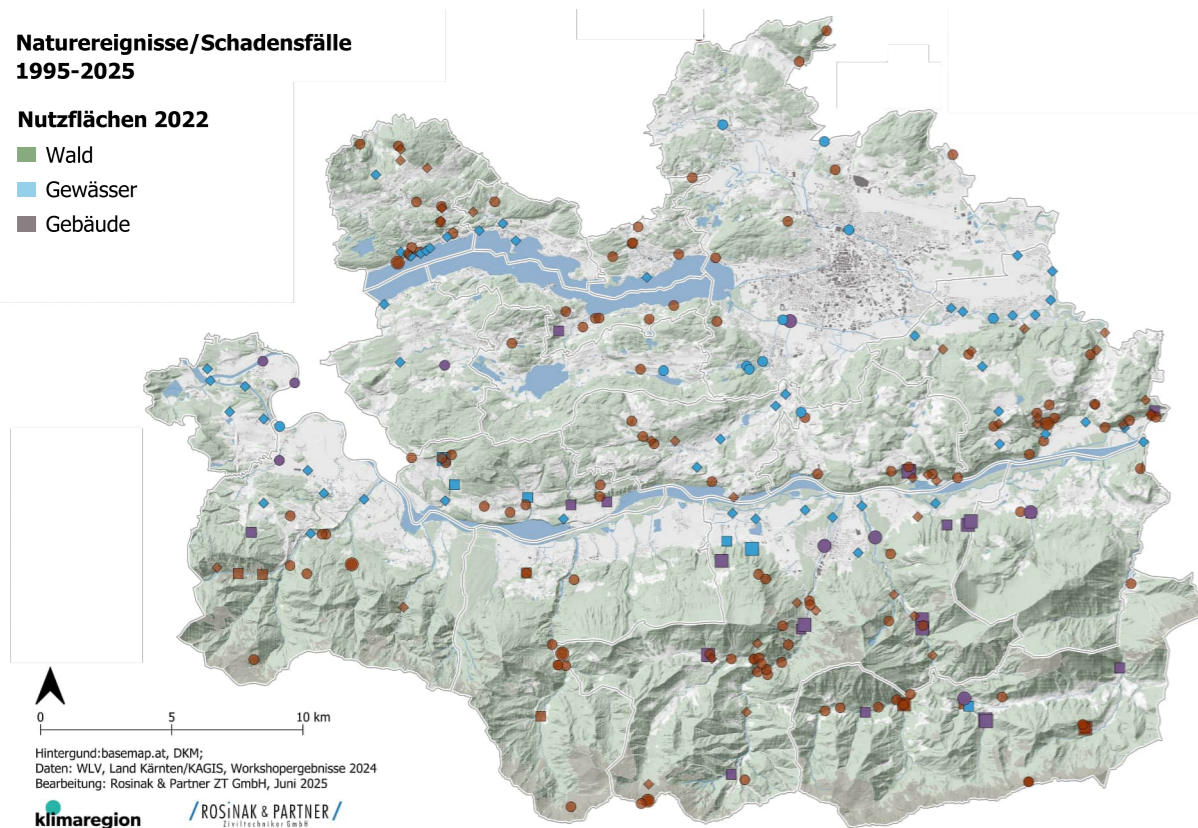 Naturereignisse/Schadensfälle
1995-2025
Nutzflächen 2022
Wald
Gewässer
Gebäude
0 5 10 km
Hintergund:basemap.at, DKM;
Daten: WLV, Land Kärnten/KAGIS, Workshopergebnisse 2024
Bearbeitung: Rosinak & Partner ZT GmbH, Juni 2025
klimaregion
/ROSiNAK & PARTNER/
Ziviltechniker GmbH